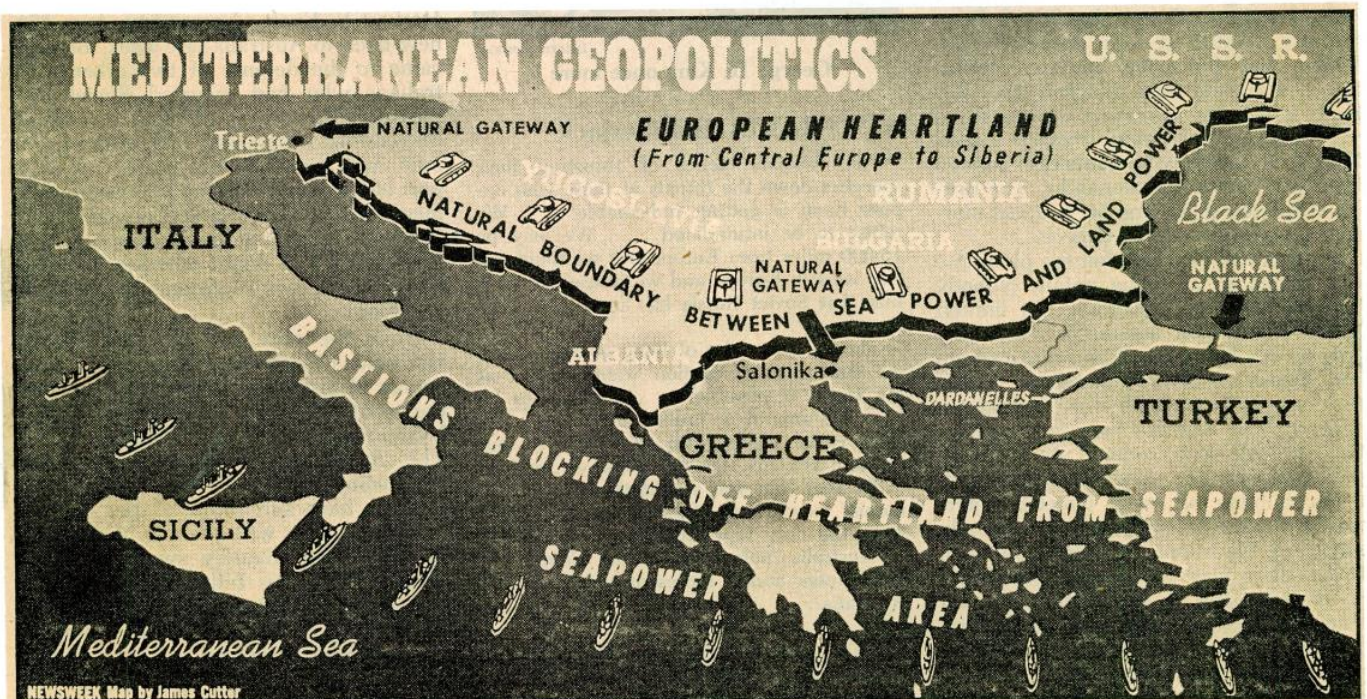 MEDITERRANEAN GEOPOLITICS
U. S. S. R.
Trieste
NATURAL GATEWAY
EUROPEAN HEARTLAND
(From Central Europe to Siberia)
YUGOSLAVIA
RUMANIA
BULGARIA
Black Sea
NATURAL
GATEWAY
ITALY
NATURAL BOUNDARY BETWEEN SEA POWER AND LAND POWER
NATURAL
GATEWAY
ALBANIA
Salonika
DARDANELLES
TURKEY
GREECE
BASTIONS BLOCKING OFF HEARTLAND FROM SEAPOWER
SICILY
SEAPOWER AREA
Mediterranean Sea
NEWSWEEK Map by James Cutter